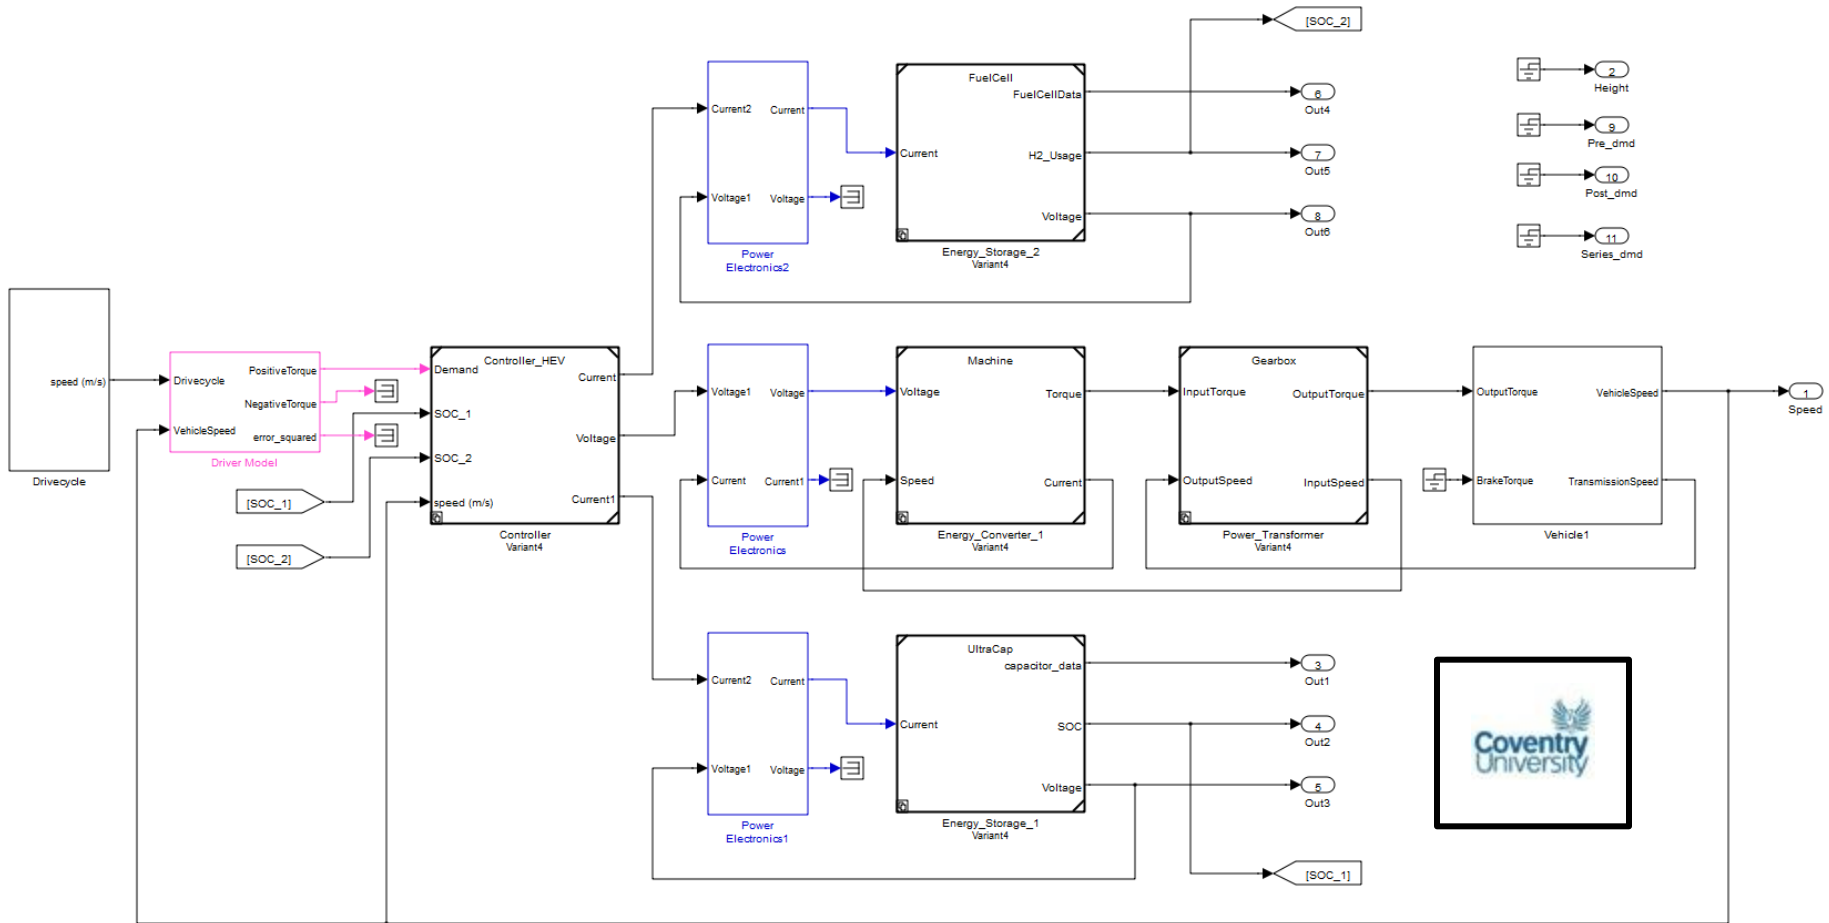 [SOC_2]
FuelCell
FuelCellData
Current
H2_Usage
Voltage
Energy_Storage_2
Variant4
Current2
Current
Voltage1
Voltage
Power
Electronics2
6
Out4
7
Out5
8
Out6
2
Height
9
Pre_dmd
10
Post_dmd
11
Series_dmd
speed (m/s)
Drivecycle
Drivecycle
PositiveTorque
NegativeTorque
VehicleSpeed
error_squared
Driver Model
[SOC_1]
[SOC_2]
Controller_HEV
Demand
Current
SOC_1
Voltage
SOC_2
Current1
speed (m/s)
Controller
Variant4
Voltage1
Voltage
Current
Current1
Power
Electronics
Machine
Voltage
Torque
Speed
Current
Energy_Converter_1
Variant4
Gearbox
InputTorque
OutputTorque
OutputSpeed
InputSpeed
Power_Transformer
Variant4
OutputTorque
VehicleSpeed
BrakeTorque
TransmissionSpeed
Vehicle1
1
Speed
Current2
Current
Voltage1
Voltage
Power
Electronics1
UltraCap
capacitor_data
Current
SOC
Voltage
Energy_Storage_1
Variant4
3
Out1
4
Out2
5
Out3
[SOC_1]
Coventry
University